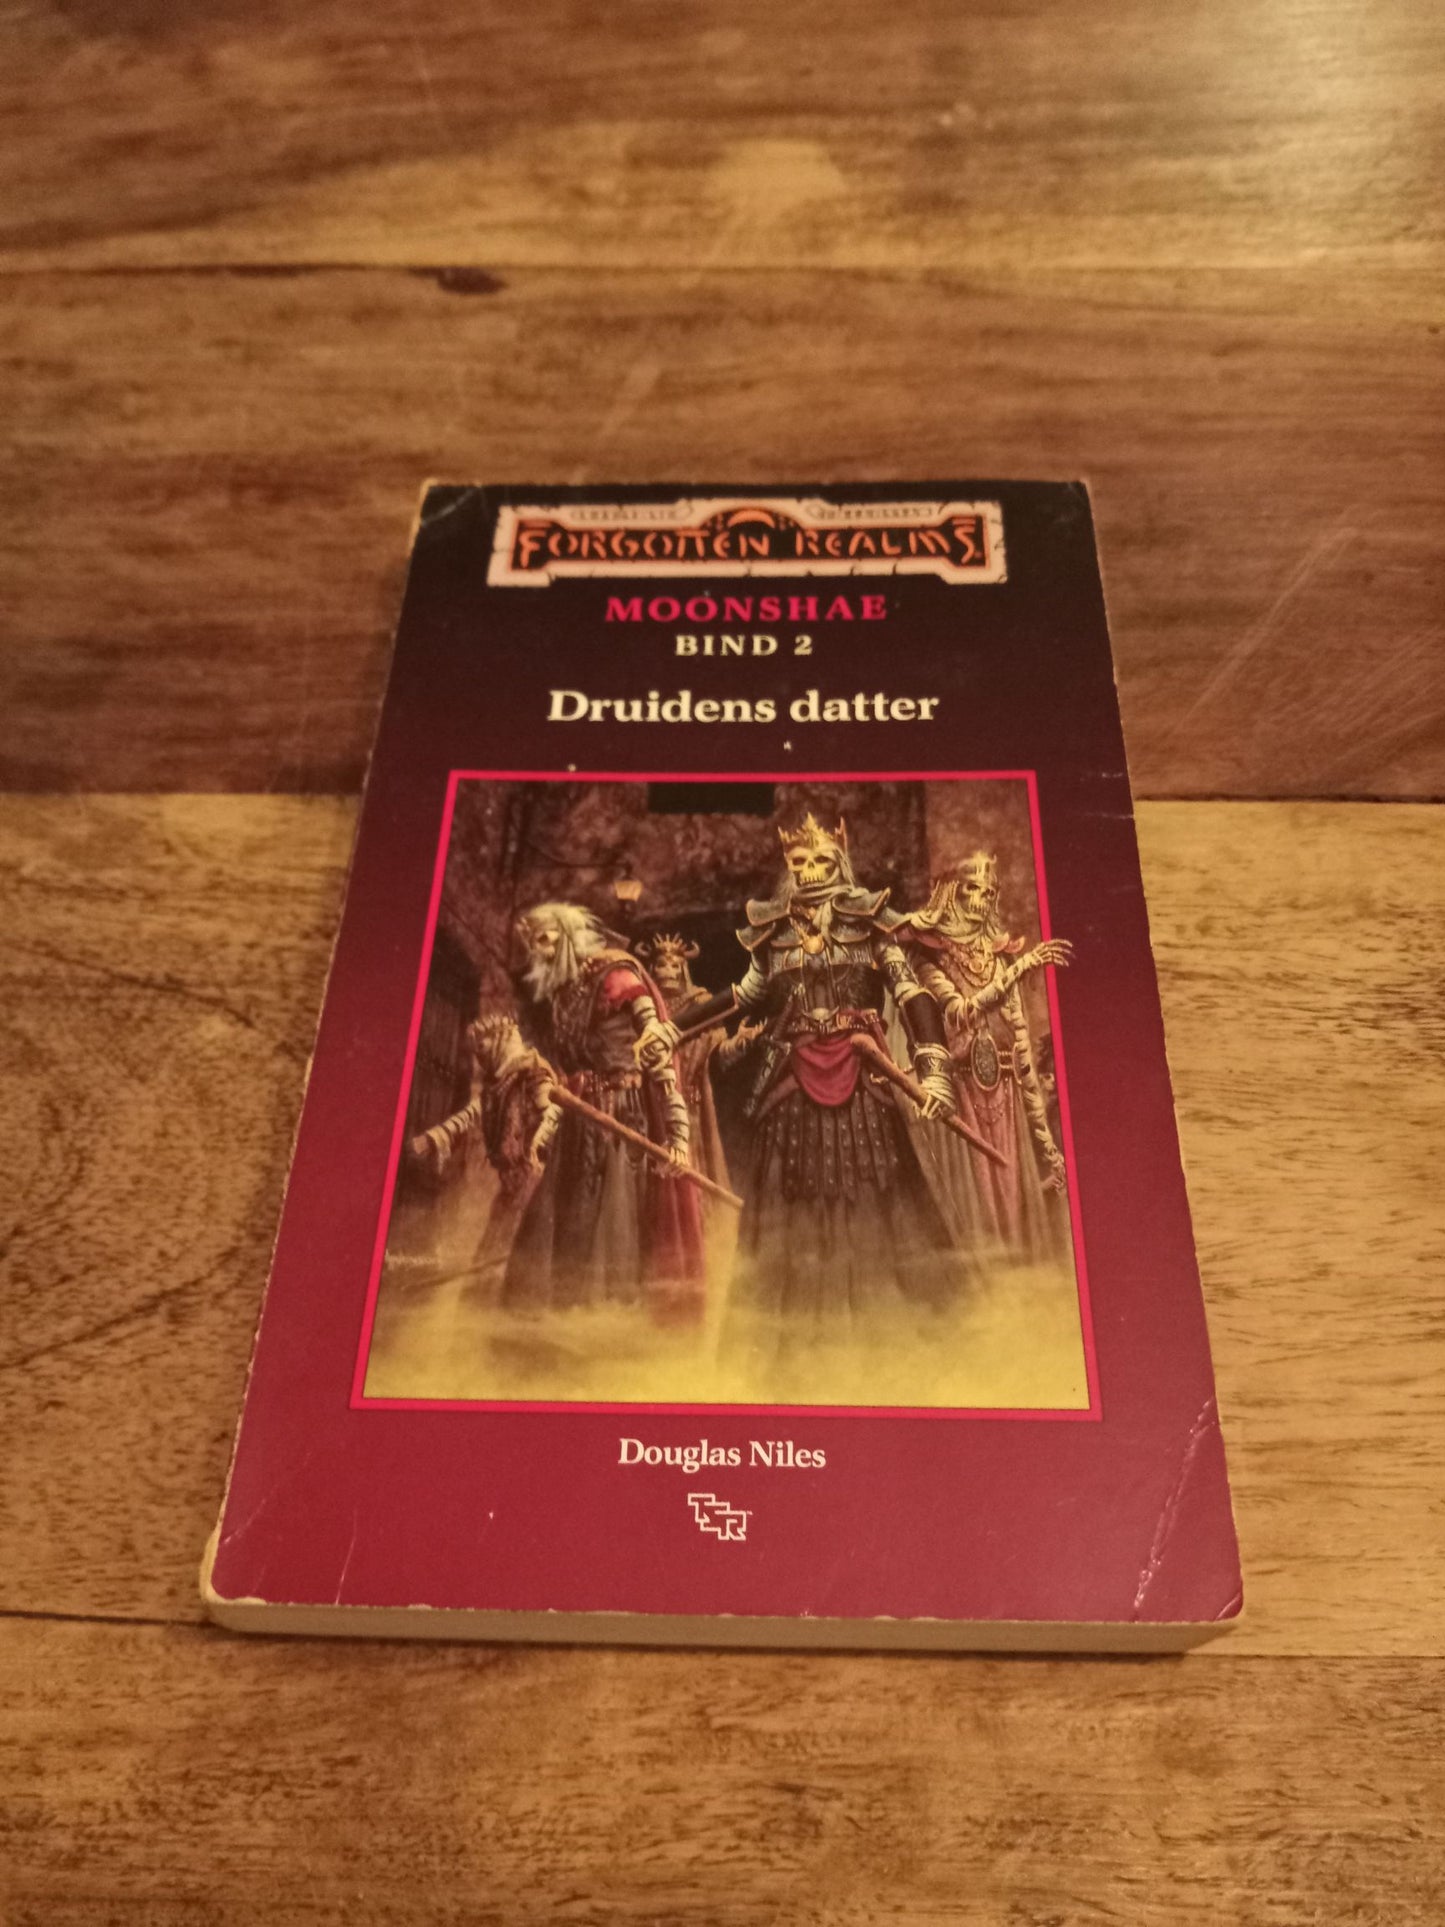 FORGOTTEN REALMS
MOONSHAE
BIND 2
Druidens datter
Douglas Niles
TSR